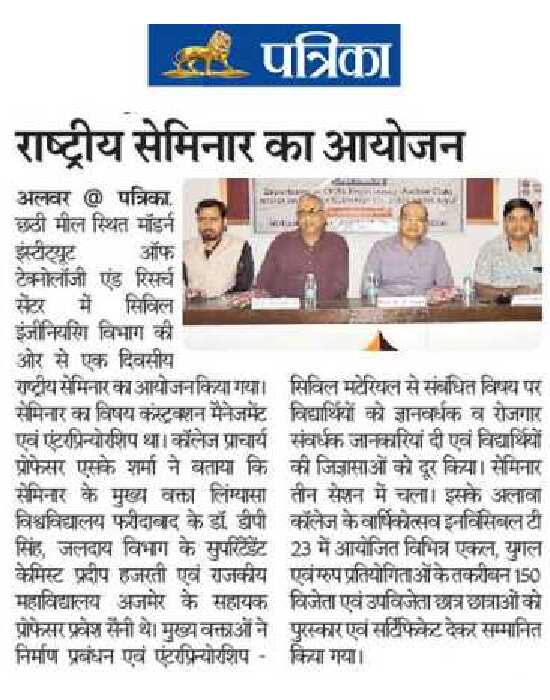 पत्रिका
राष्ट्रीय सेमिनार का आयोजन
अलवर @ पत्रिका.
छठी मील स्थित मॉडर्न
इंस्टीट्यूट ऑफ
टेक्नोलॉजी एंड रिसर्च
सेंटर में सिविल
इंजीनियरिंग विभाग की
ओर से एक दिवसीय
राष्ट्रीय सेमिनार का आयोजन किया गया।
सेमिनार का विषय कंस्ट्रक्शन मैनेजमेंट
एवं एंटरप्रिन्योरशिप था। कॉलेज प्राचार्य
प्रोफेसर एसके शर्मा ने बताया कि
सेमिनार के मुख्य वक्ता लिंग्यासा
विश्वविद्यालय फरीदाबाद के डॉ. डीपी
सिंह, जलदाय विभाग के सुपरिंटेंडेंट
केमिस्ट प्रदीप हजरती एवं राजकीय
महाविद्यालय अजमेर के सहायक
प्रोफेसर प्रवेश सैनी थे। मुख्य वक्ताओं ने
निर्माण प्रबंधन एवं एंटरप्रिन्योरशिप -
सिविल मटेरियल से संबंधित विषय पर
विद्यार्थियों को ज्ञानवर्धक व रोजगार
संवर्धक जानकारियां दी एवं विद्यार्थियों
की जिज्ञासाओं को दूर किया। सेमिनार
तीन सेशन में चला। इसके अलावा
कॉलेज के वार्षिकोत्सव इनविंसिबल टी
23 में आयोजित विभिन्न एकल, युगल
एवं ग्रुप प्रतियोगिताओं के तकरीबन 150
विजेता एवं उपविजेता छात्र छात्राओं को
पुरस्कार एवं सर्टिफिकेट देकर सम्मानित
किया गया।